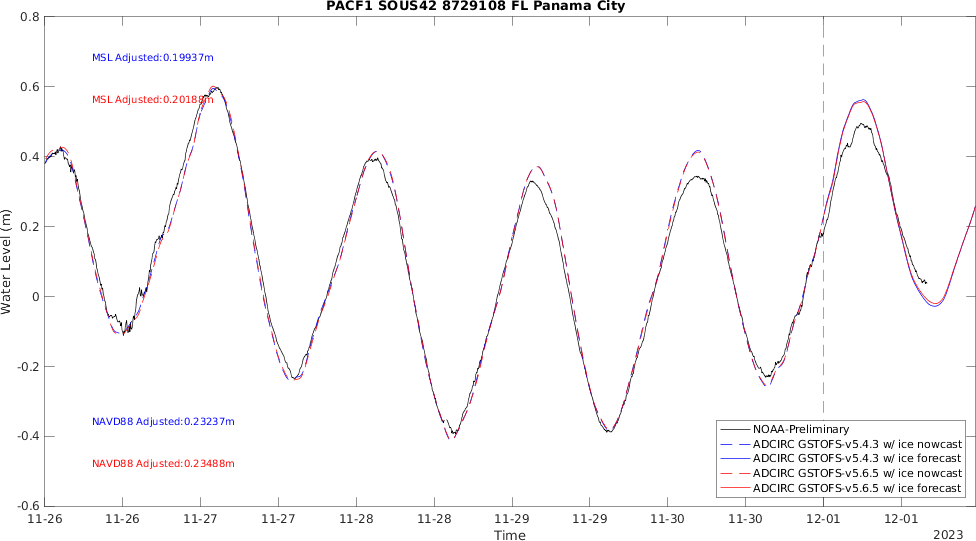 PACF1 SOUS42 8729108 FL Panama City
0.8
0.6
0.4
0.2
0
-0.2
-0.4
-0.6
Water Level (m)
MSL Adjusted:0.19937m
MSL Adjusted:0.20188m
NAVD88 Adjusted:0.23237m
NAVD88 Adjusted:0.23488m
NOAA-Preliminary
ADCIRC GSTOFS-v5.4.3 w/ ice nowcast
ADCIRC GSTOFS-v5.4.3 w/ ice forecast
ADCIRC GSTOFS-v5.6.5 w/ ice nowcast
ADCIRC GSTOFS-v5.6.5 w/ ice forecast
11-26 11-26 11-27 11-27 11-28 11-28 11-29 11-29 11-30 11-30 12-01 12-01
Time
2023